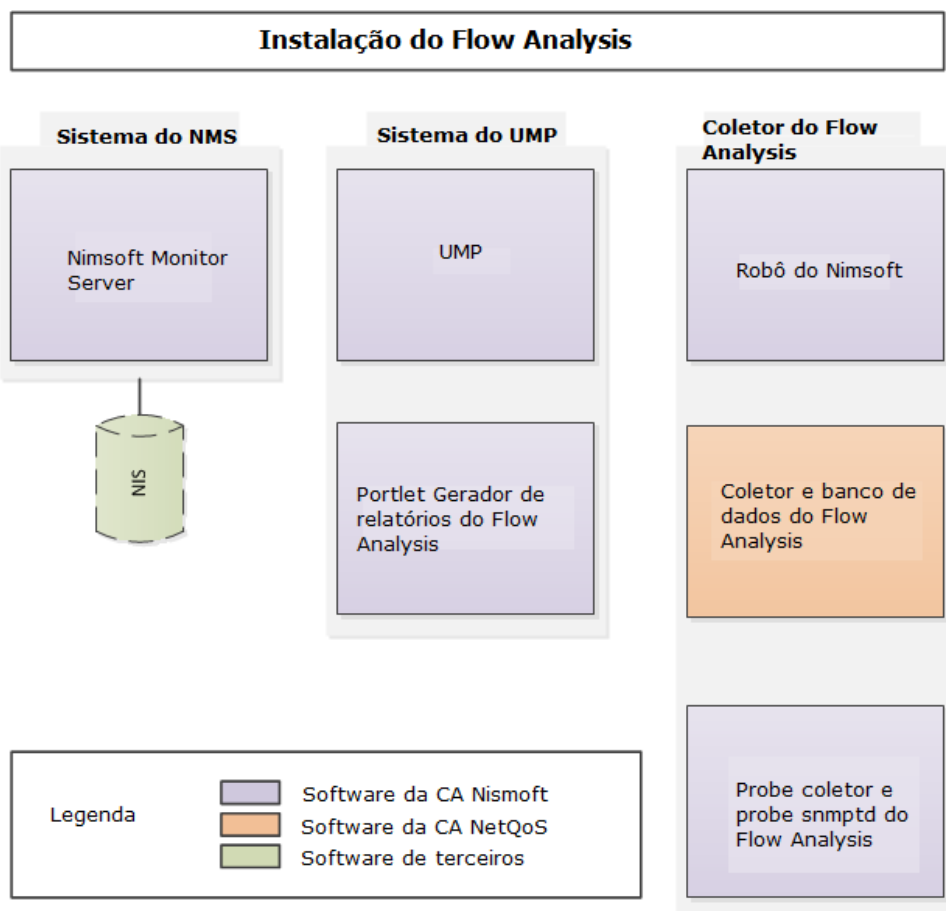 Instalação do Flow Analysis
Sistema do NMS
Nimsoft Monitor
Server
NIS
Sistema do UMP
UMP
Portlet Gerador de
relatórios do Flow
Analysis
Coletor do Flow
Analysis
Robô do Nimsoft
Coletor e banco de
dados do Flow
Analysis
Probe coletor e
probe snmptd do
Flow Analysis
Legenda
Software da CA Nismoft
Software da CA NetQoS
Software de terceiros